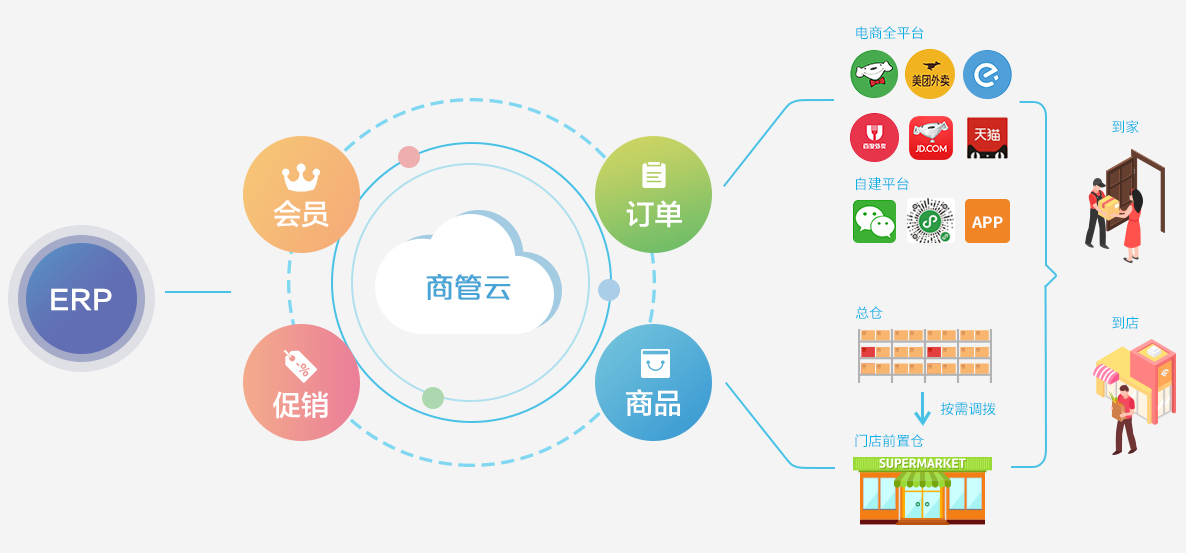 ERP
会员
促销
商管云
订单
商品
电商全平台
美团外卖
百度外卖
JD.COM
天猫
自建平台
APP
总仓
按需调拨
门店前置仓
SUPERMARKET
到家
到店